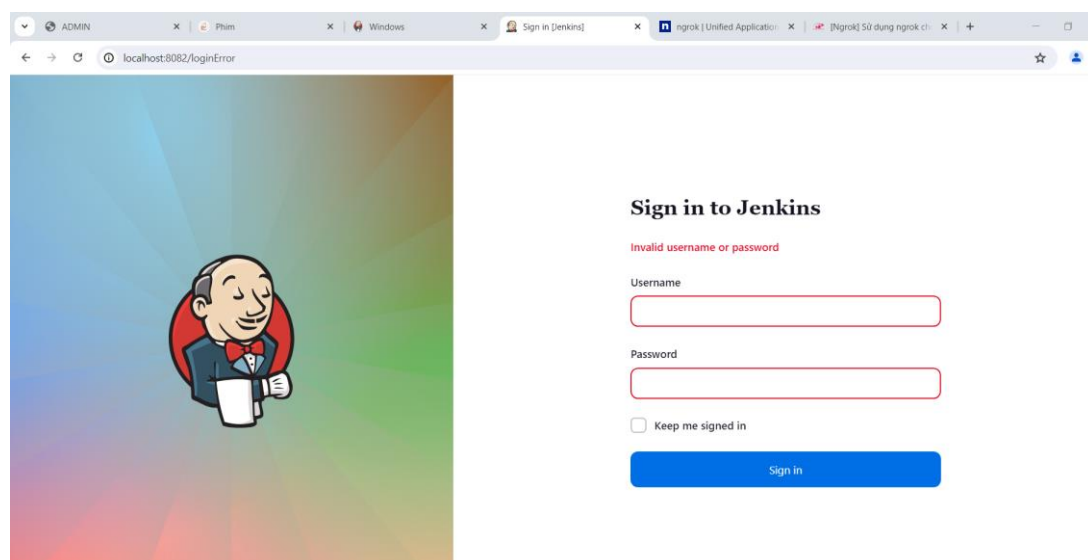 ADMIN
Phim
Windows
Sign in [Jenkins]
ngrok | Unified Application
[Ngrok] Sử dụng ngrok ch
localhost:8082/loginError
Sign in to Jenkins
Invalid username or password
Username
Password
Keep me signed in
Sign in